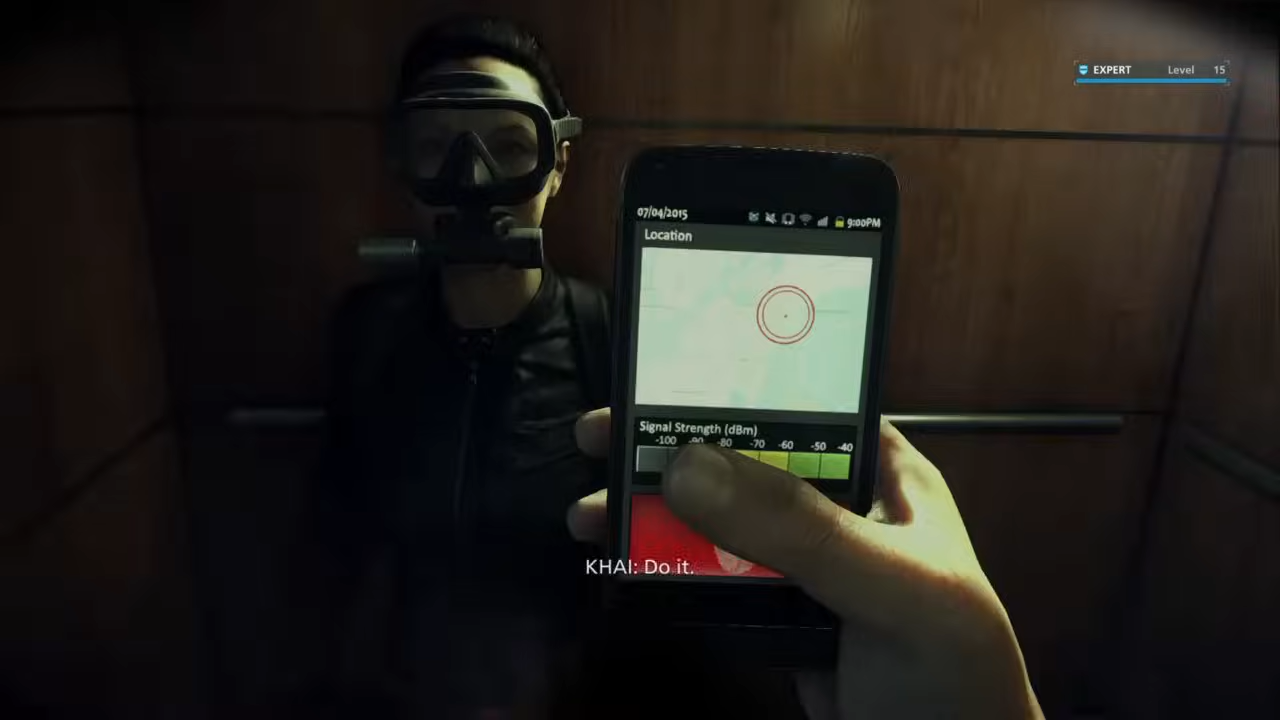 EXPERT Level 15
07/04/2015 9:00PM
Location
Signal Strength (dBm)
-100 -90 -80 -70 -60 -50 -40
KHAI: Do it.